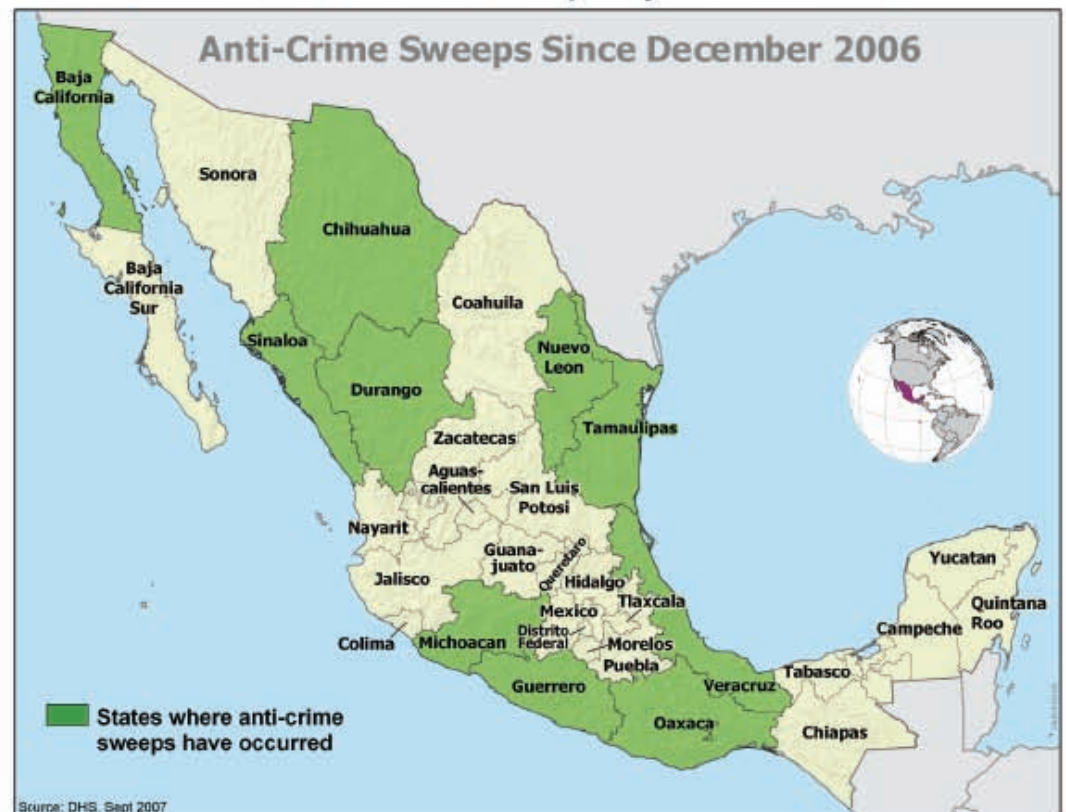 Anti-Crime Sweeps Since December 2006
Baja
California
Sonora
Chihuahua
Baja
California
Sur
Coahuila
Sinaloa
Nuevo
Leon
Durango
Tamaulipas
Zacatecas
Aguas-
calientes
San Luis
Potosi
Nayarit
Guana-
juato
Queretaro
Hidalgo
Jalisco
Tlaxcala
Mexico
Colima
Michoacan
Distrito
Federal
Morelos
Puebla
Guerrero
Veracruz
Oaxaca
Yucatan
Quintana
Roo
Campeche
Tabasco
Chiapas
States where anti-crime
sweeps have occurred
Source: DHS, Sept 2007